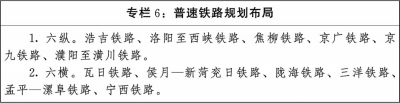 专栏 6：普速铁路规划布局
1. 六纵。浩吉铁路、洛阳至西峡铁路、焦柳铁路、京广铁路、京
九铁路、濮阳至潢川铁路。
2. 六横。瓦日铁路、侯月—新菏兖日铁路、陇海铁路、三洋铁路、
孟平—漯阜铁路、宁西铁路。